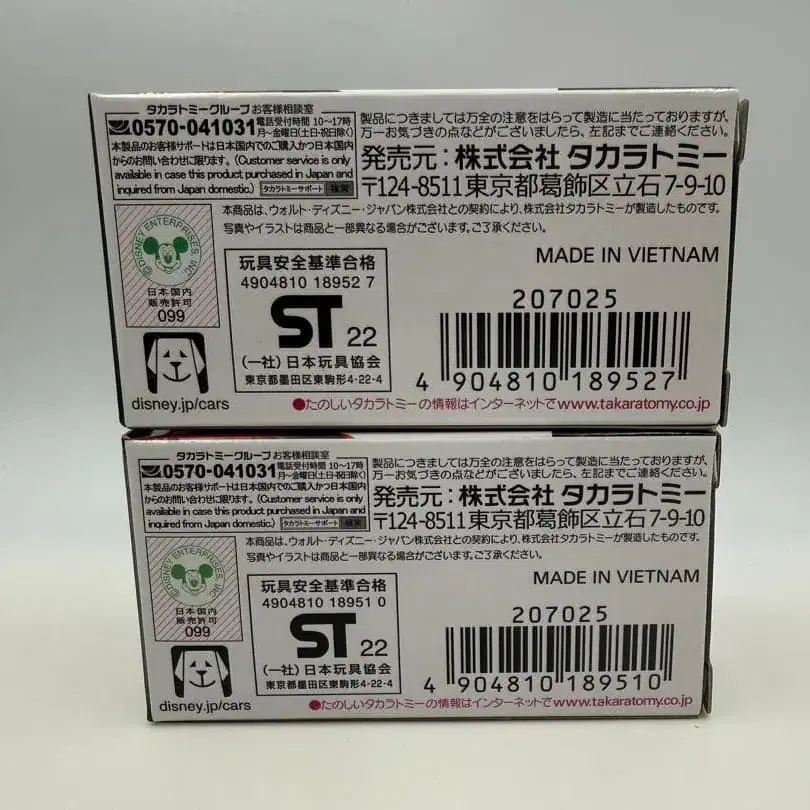 タカラトミーグループお客様相談室
0570-041031 電話受付時間 10〜17時 月〜金曜日(土日・祝日除く)
本製品のお客様サポートは日本国内でのご購入かつ日本国内
からのお問い合わせに限ります。(Customer service is only
available in case this product purchased in Japan and
inquired from Japan domestic.) タカラトミーサポート 検索
製品につきましては万全の注意をはらって製造に当たっておりますが、
万一お気づきの点などがございましたら、左記までご連絡ください。
発売元:株式会社 タカラトミー
〒124-8511 東京都葛飾区立石7-9-10
本商品は、ウォルト・ディズニー・ジャパン株式会社との契約により、株式会社タカラトミーが製造したものです。
写真やイラストは商品と一部異なる場合がございます。ご了承ください。
MADE IN VIETNAM
©DISNEY ENTERPRISES, INC
日本国内
販売許可
099
玩具安全基準合格
4904810 18952 7
ST 22
(一社)日本玩具協会
東京都墨田区東駒形4-22-4
207025
4 904810 189527
disney.jp/cars
●たのしいタカラトミーの情報はインターネットで www.takaratomy.co.jp
タカラトミーグループお客様相談室
0570-041031 電話受付時間 10〜17時 月〜金曜日(土日・祝日除く)
本製品のお客様サポートは日本国内でのご購入かつ日本国内
からのお問い合わせに限ります。(Customer service is only
available in case this product purchased in Japan and
inquired from Japan domestic.) タカラトミーサポート 検索
製品につきましては万全の注意をはらって製造に当たっておりますが、
万一お気づきの点などがございましたら、左記までご連絡ください。
発売元:株式会社 タカラトミー
〒124-8511 東京都葛飾区立石7-9-10
本商品は、ウォルト・ディズニー・ジャパン株式会社との契約により、株式会社タカラトミーが製造したものです。
写真やイラストは商品と一部異なる場合がございます。ご了承ください。
MADE IN VIETNAM
©DISNEY ENTERPRISES, INC
日本国内
販売許可
099
玩具安全基準合格
4904810 18951 0
ST 22
(一社)日本玩具協会
東京都墨田区東駒形4-22-4
207025
4 904810 189510
disney.jp/cars
●たのしいタカラトミーの情報はインターネットで www.takaratomy.co.jp